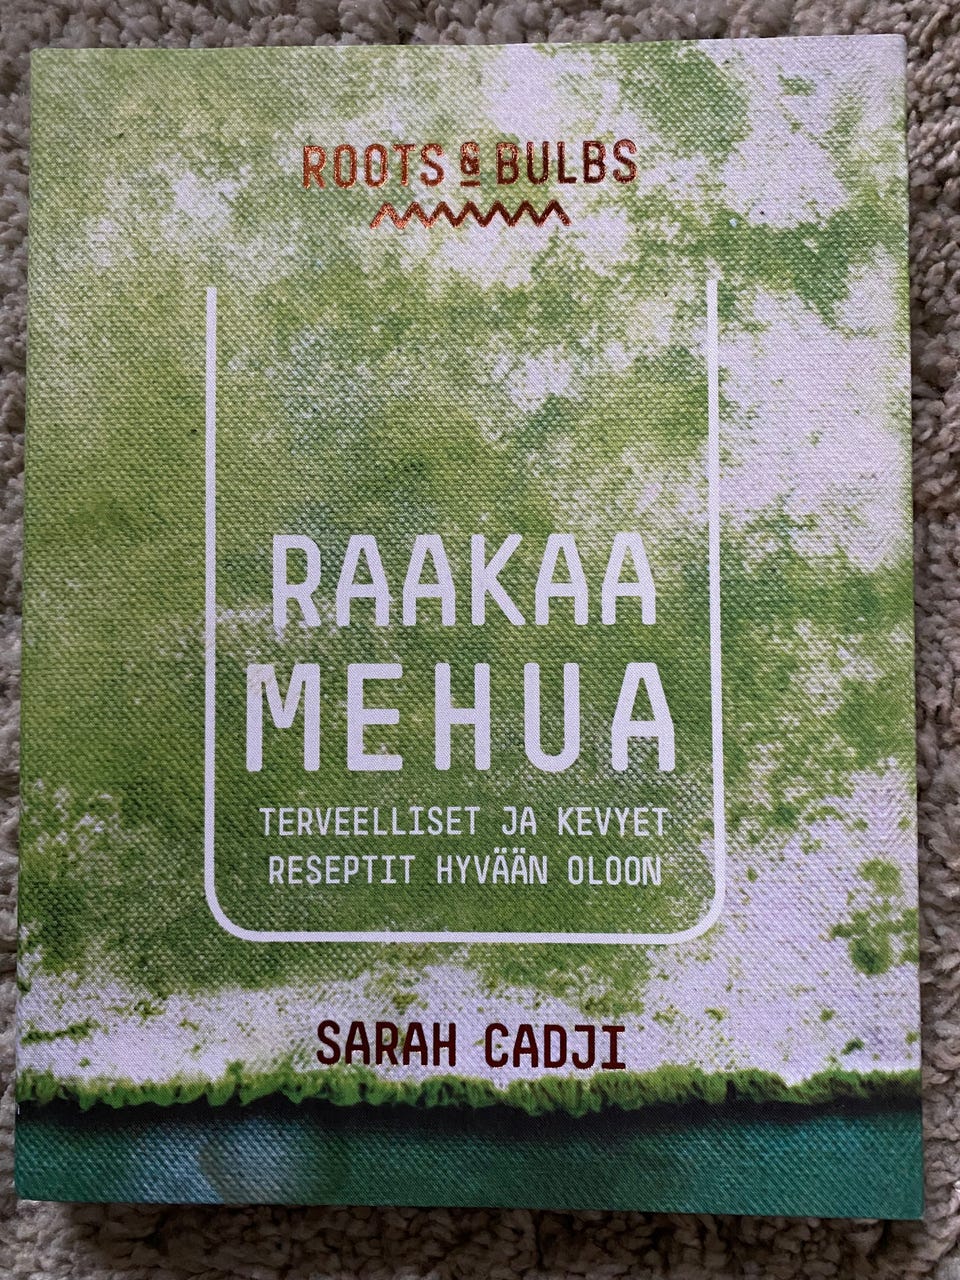 ROOTS & BULBS
RAAKAA
MEHUA
TERVEELLISET JA KEVYET
RESEPTIT HYVÄÄN OLOON
SARAH CADJI